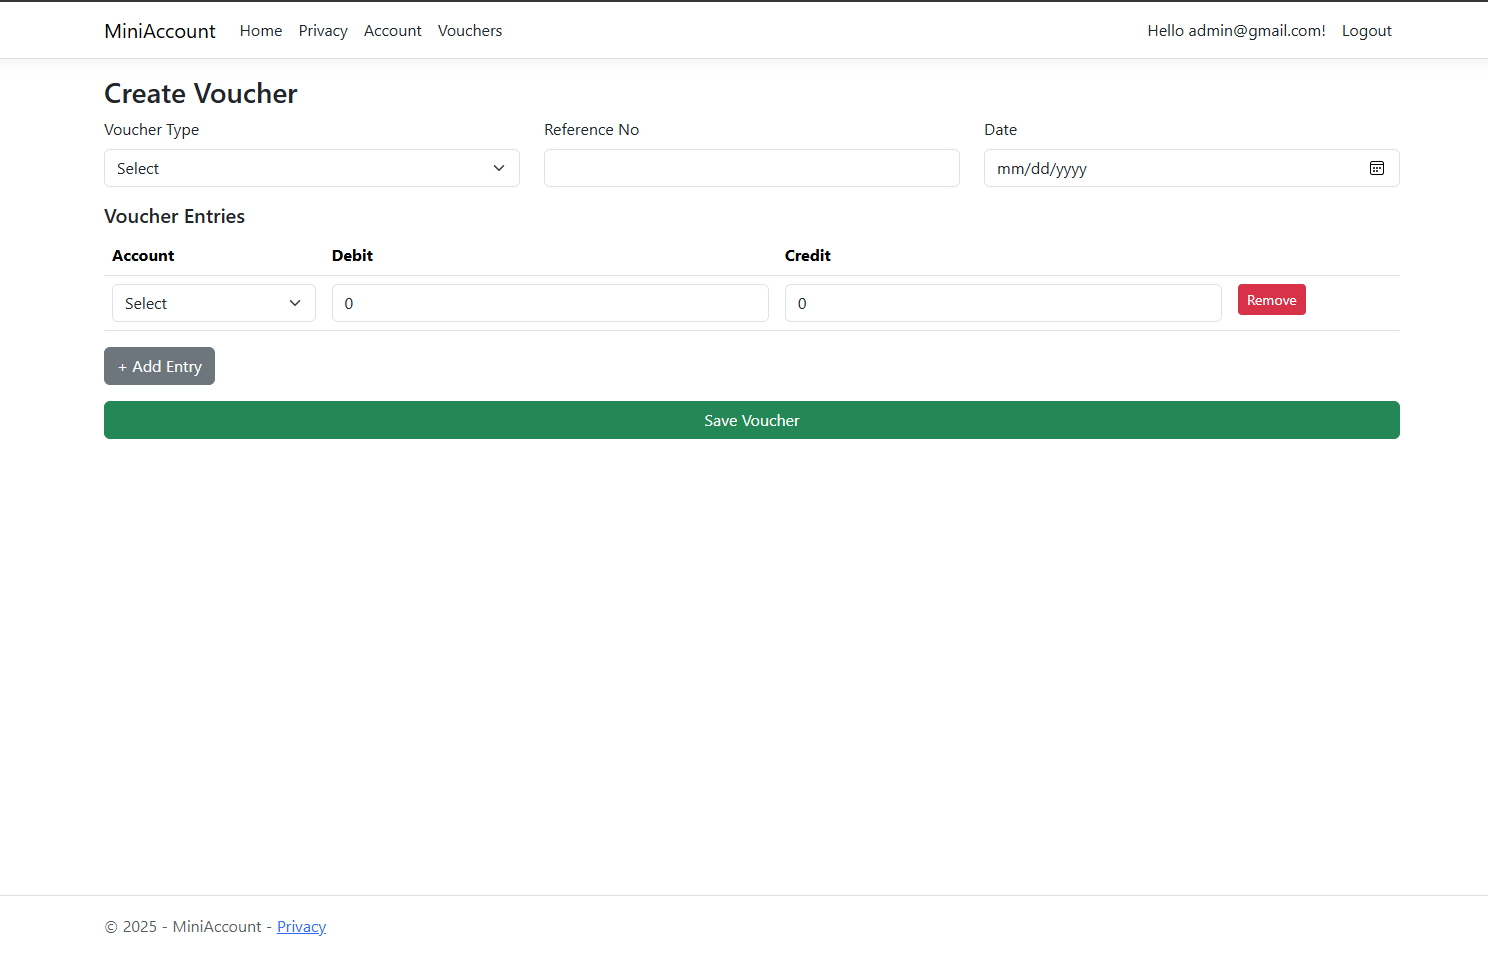 MiniAccount Home Privacy Account Vouchers Hello admin@gmail.com! Logout
Create Voucher
Voucher Type Reference No Date
Select mm/dd/yyyy
Voucher Entries
Account Debit Credit
Select 0 0 Remove
+ Add Entry
Save Voucher
© 2025 - MiniAccount - Privacy